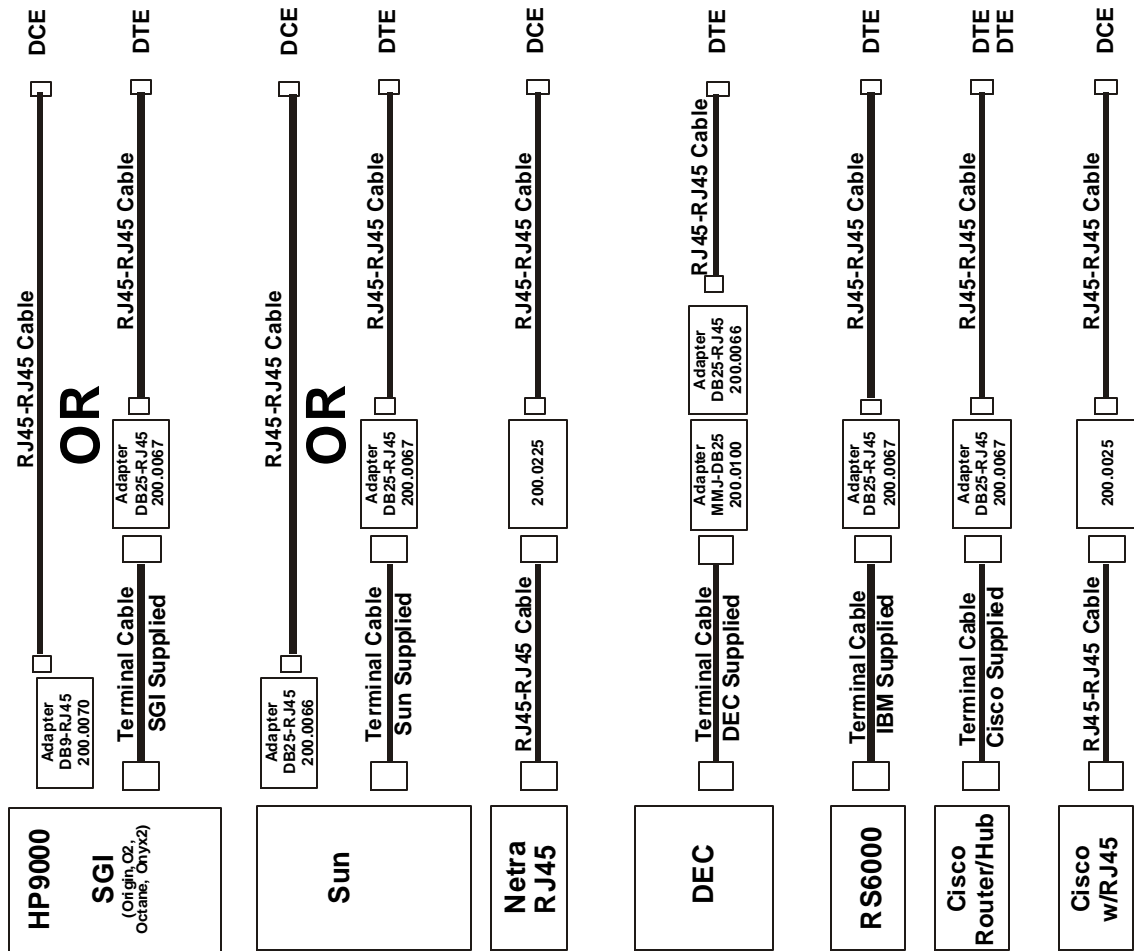 HP9000
SGI
(Origin, O2,
Octane, Onyx2)
Adapter
DB9-RJ45
200.0070
RJ45-RJ45 Cable
DCE
OR
Terminal Cable
SGI Supplied
Adapter
DB25-RJ45
200.0067
RJ45-RJ45 Cable
DTE
Sun
Adapter
DB25-RJ45
200.0066
RJ45-RJ45 Cable
DCE
OR
Terminal Cable
Sun Supplied
Adapter
DB25-RJ45
200.0067
RJ45-RJ45 Cable
DTE
Netra
RJ45
RJ45-RJ45 Cable
200.0225
RJ45-RJ45 Cable
DCE
DEC
Terminal Cable
DEC Supplied
Adapter
MMJ-DB25
200.0100
Adapter
DB25-RJ45
200.0066
RJ45-RJ45 Cable
DTE
RS6000
Terminal Cable
IBM Supplied
Adapter
DB25-RJ45
200.0067
RJ45-RJ45 Cable
DTE
Cisco
Router/Hub
Terminal Cable
Cisco Supplied
Adapter
DB25-RJ45
200.0067
RJ45-RJ45 Cable
DTE
DTE
Cisco
w/RJ45
RJ45-RJ45 Cable
200.0025
RJ45-RJ45 Cable
DCE